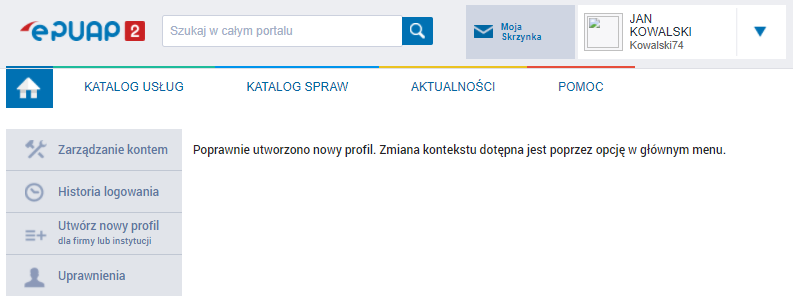 ePUAP 2
Szukaj w całym portalu
Moja
Skrzynka
JAN
KOWALSKI
Kowalski74
KATALOG USŁUG
KATALOG SPRAW
AKTUALNOŚCI
POMOC
Zarządzanie kontem
Historia logowania
Utwórz nowy profil
dla firmy lub instytucji
Uprawnienia
Poprawnie utworzono nowy profil. Zmiana kontekstu dotępna jest poprzez opcję w głównym menu.